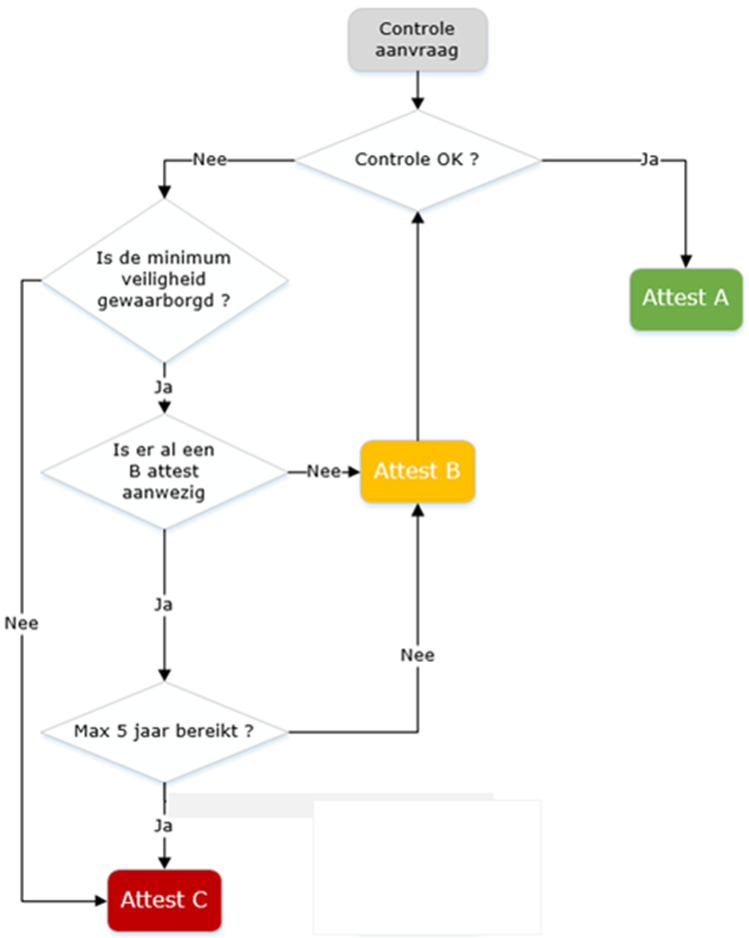 Controle
aanvraag
Controle OK ?
Nee
Ja
Is de minimum
veiligheid
gewaarborgd ?
Attest A
Ja
Is er al een
B attest
aanwezig
Nee
Attest B
Ja
Nee
Nee
Max 5 jaar bereikt ?
Ja
Attest C